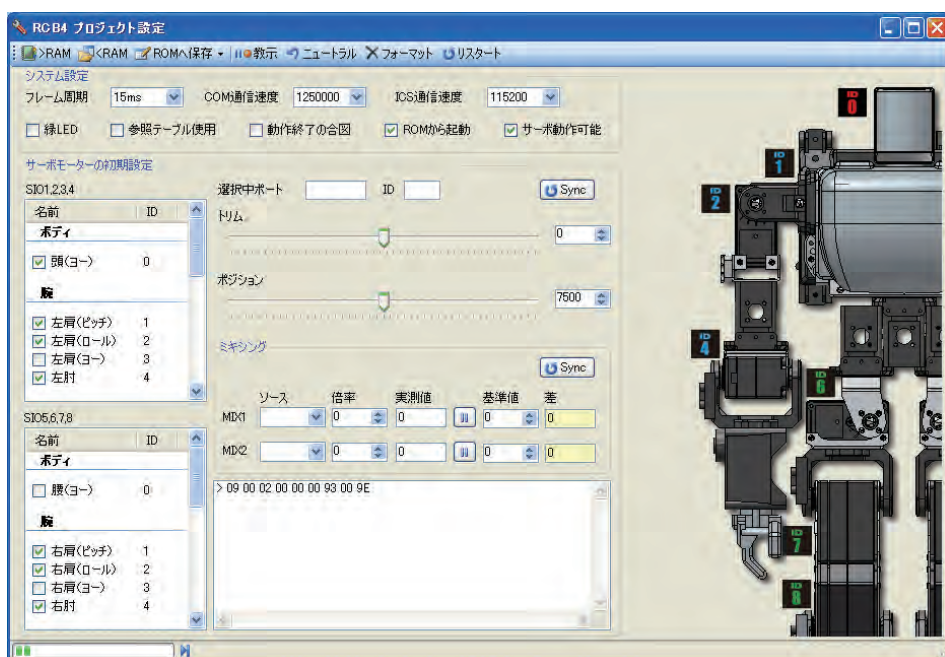 RCB4 プロジェクト設定
>RAM <RAM ROMへ保存 教示 ニュートラル フォーマット リスタート
システム設定
フレーム周期 15ms COM通信速度 1250000 ICS通信速度 115200
緑LED 参照テーブル使用 動作終了の合図 ROMから起動 サーボ動作可能
サーボモーターの初期設定
SIO1,2,3,4
名前 ID
ボディ
頭(ヨー) 0
腕
左肩(ピッチ) 1
左肩(ロール) 2
左肩(ヨー) 3
左肘 4
SIO5,6,7,8
名前 ID
ボディ
腰(ヨー) 0
腕
右肩(ピッチ) 1
右肩(ロール) 2
右肩(ヨー) 3
右肘 4
選択中ポート ID Sync
トリム
0
ポジション
7500
ミキシング
Sync
ソース 倍率 実測値 基準値 差
MIX1 0 0 0 0
MIX2 0 0 0 0
> 09 00 02 00 00 00 93 00 9E
ID 0
ID 1
ID 2
ID 4
ID 6
ID 7
ID 8